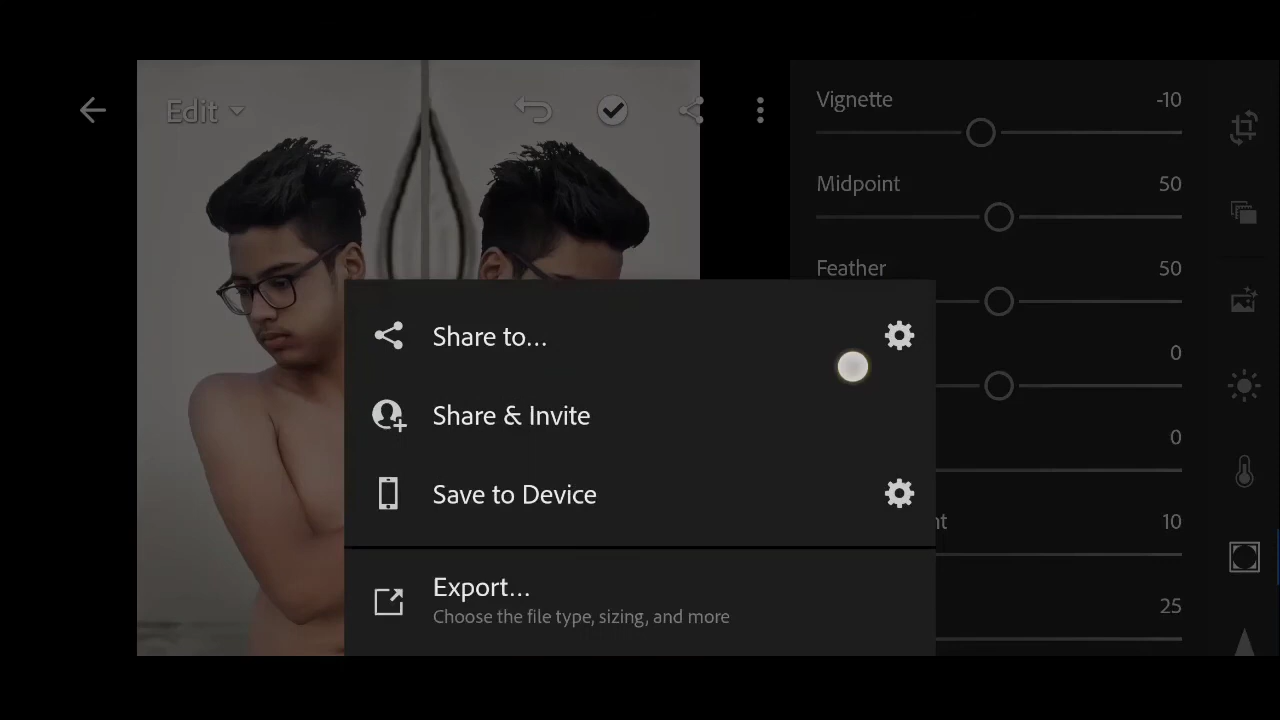 Edit
Vignette -10
Midpoint 50
Feather 50
0
0
nt 10
25
Share to...
Share & Invite
Save to Device
Export...
Choose the file type, sizing, and more